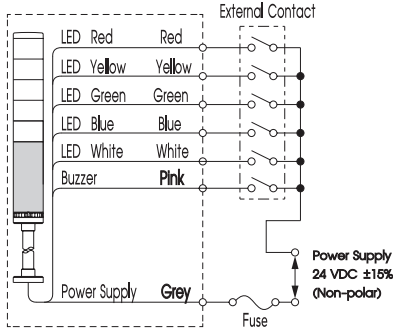 External Contact
LED Red Red
LED Yellow Yellow
LED Green Green
LED Blue Blue
LED White White
Buzzer Pink
Power Supply Grey
Fuse
Power Supply
24 VDC ±15%
(Non-polar)